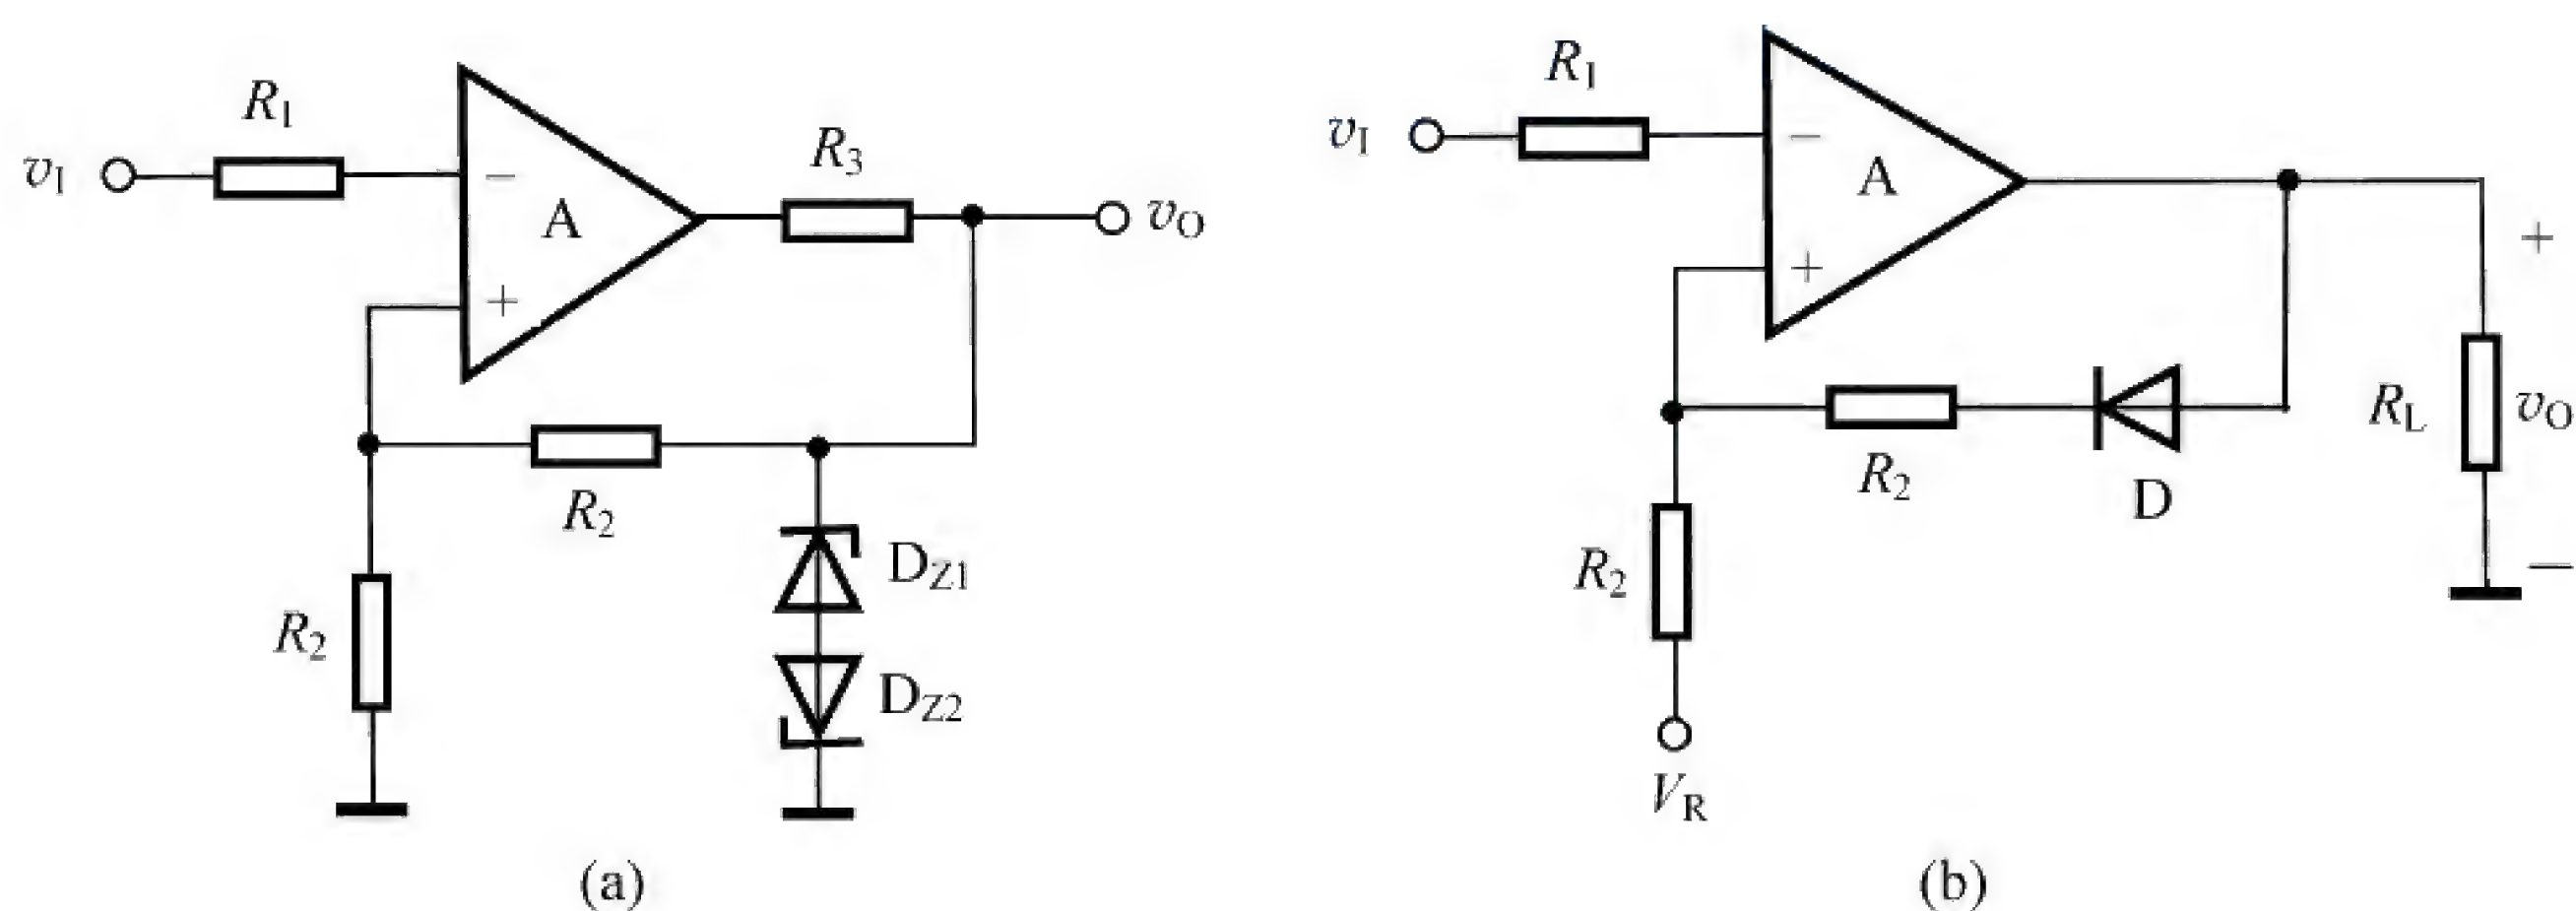 R1
vI
−
A
+
R3
vO
R2
R2
DZ1
DZ2
(a)
R1
vI
−
A
+
R2
D
R2
VR
+
RL
vO
−
(b)